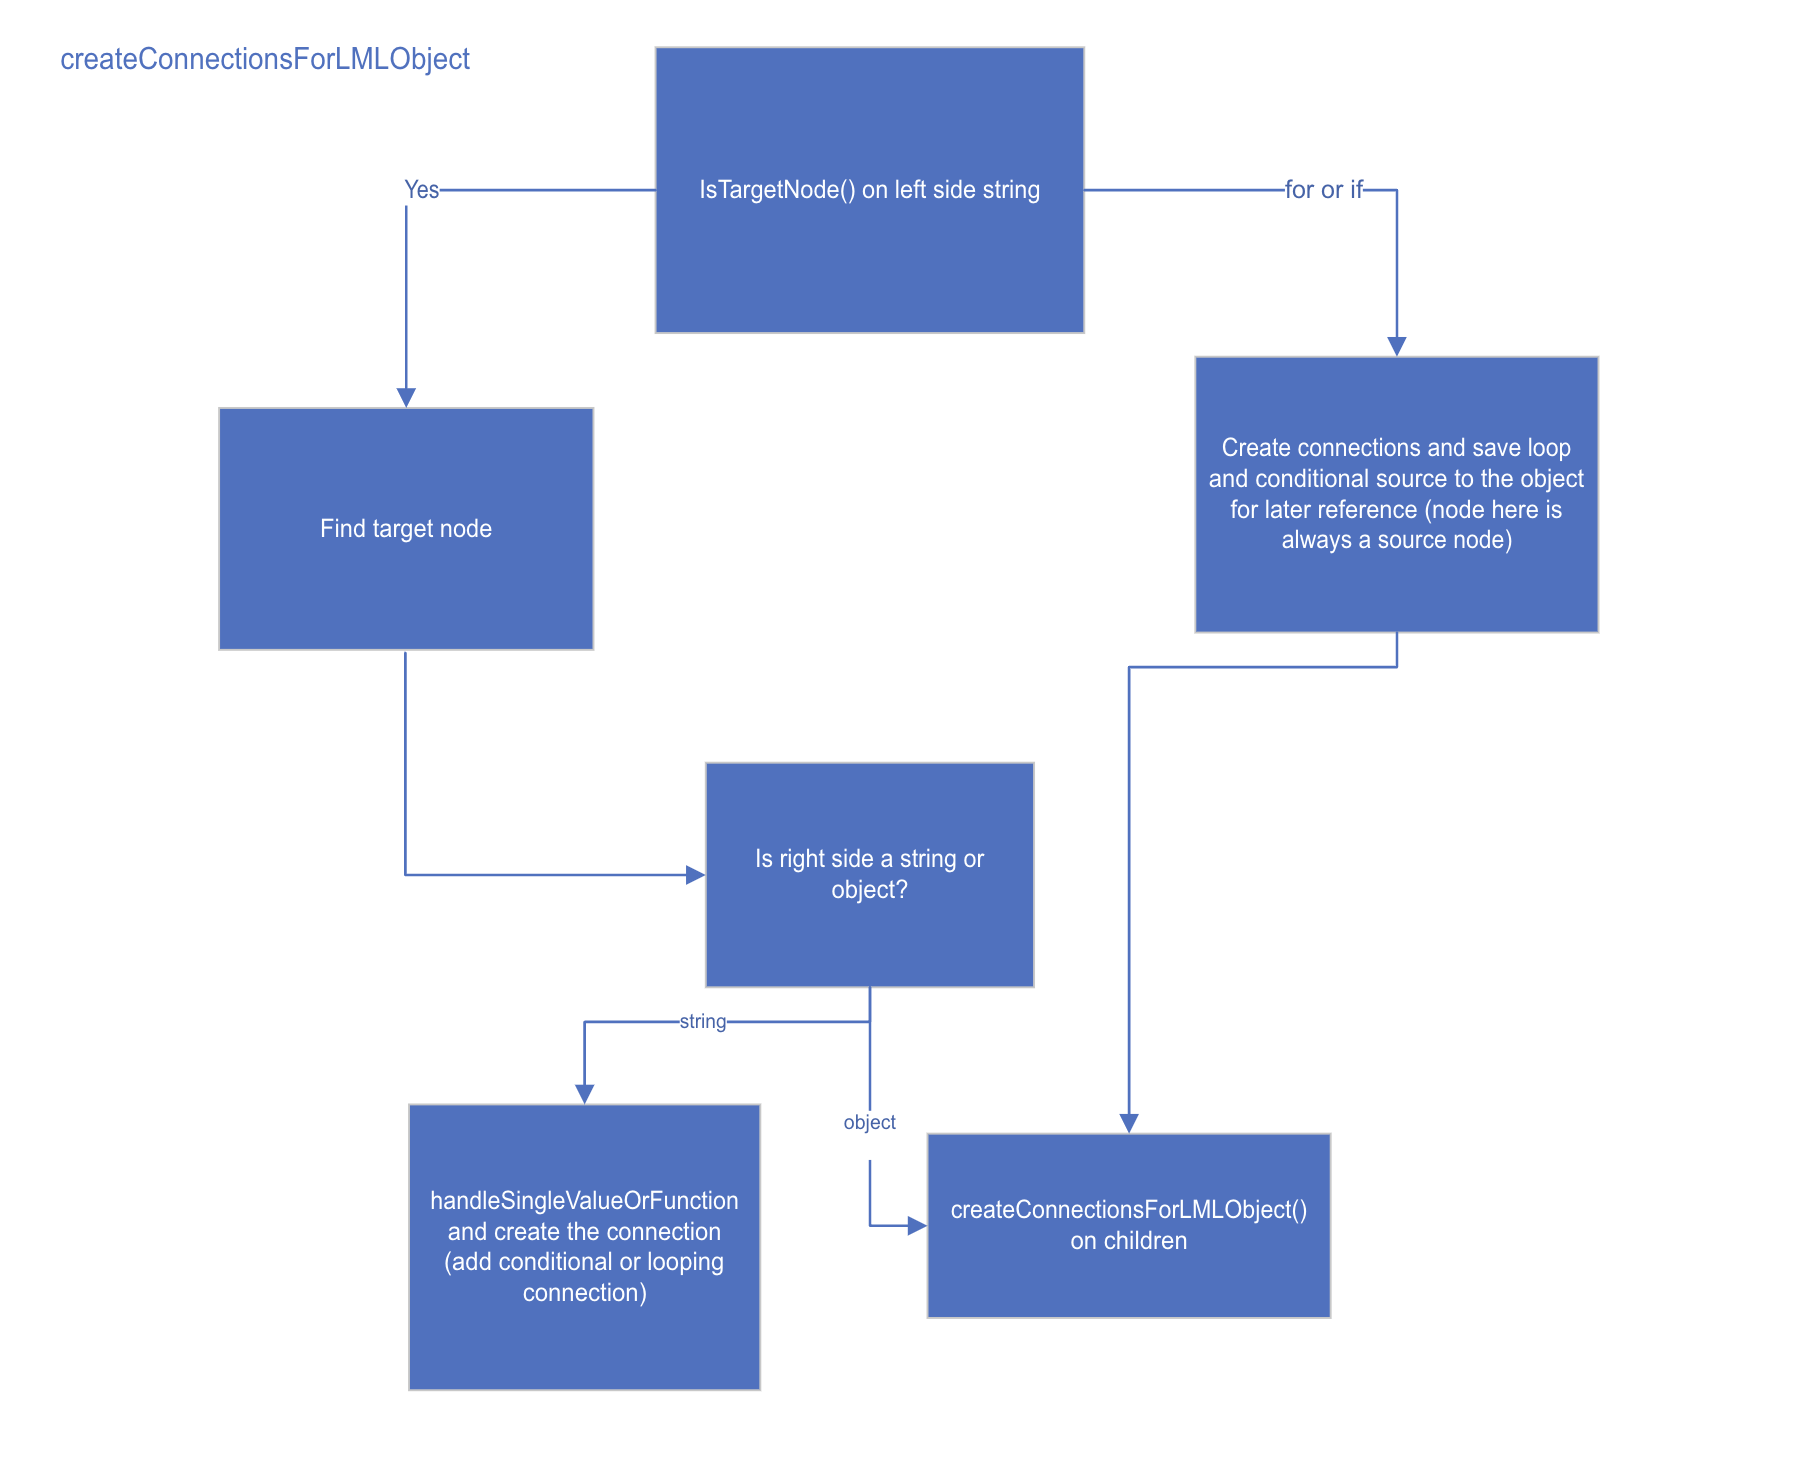 createConnectionsForLMLObject
IsTargetNode() on left side string
Yes
for or if
Find target node
Create connections and save loop
and conditional source to the object
for later reference (node here is
always a source node)
Is right side a string or
object?
string
object
handleSingleValueOrFunction
and create the connection
(add conditional or looping
connection)
createConnectionsForLMLObject()
on children